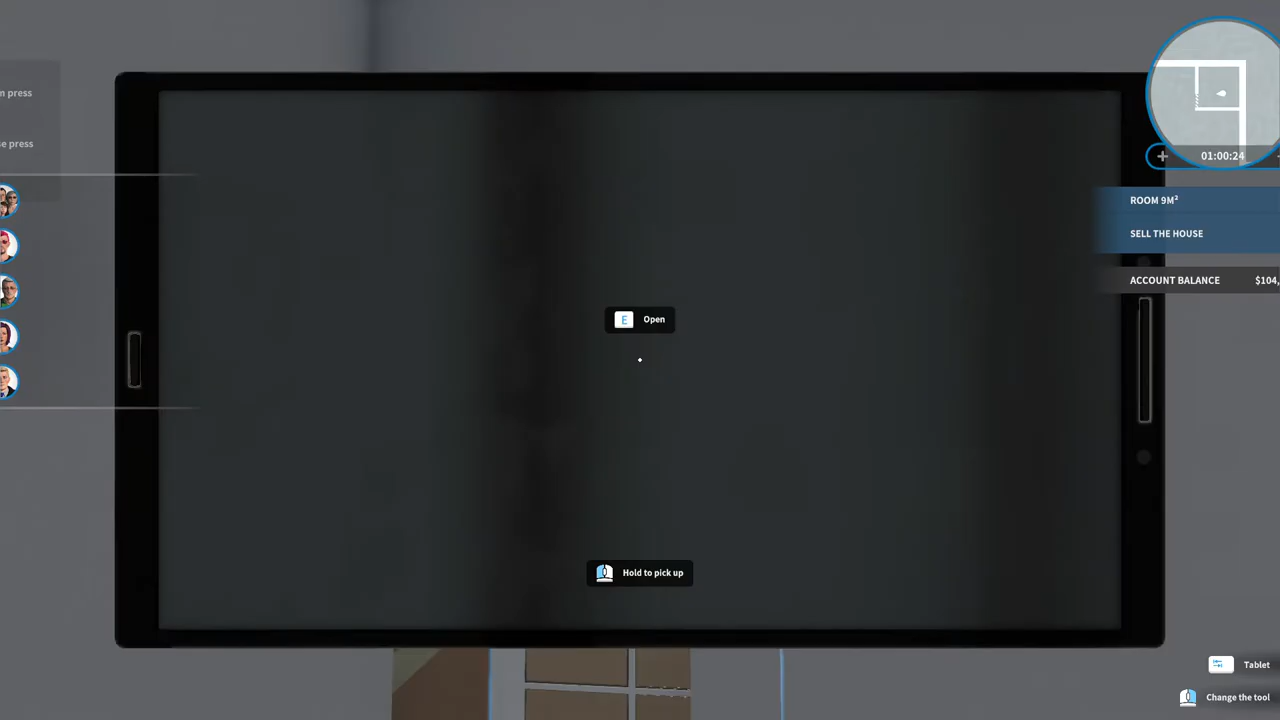 n press
se press
01:00:24
ROOM 9M²
SELL THE HOUSE
ACCOUNT BALANCE $104,
E Open
Hold to pick up
Tablet
Change the tool